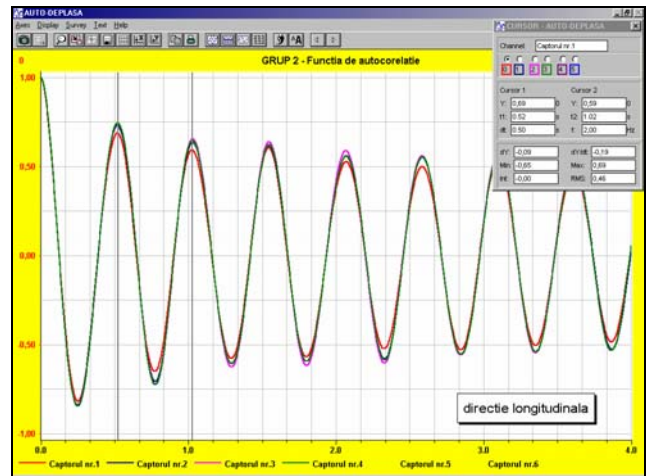 AUTO-DEPLASA
Axes Display Survey Text Help
GRUP 2 - Functia de autocorelatie
CURSOR - AUTO-DEPLASA
Channel: Captorul nr.1
Cursor 1 Cursor 2
Y: 0,69 0 Y: 0,59 0
t1: 0.52 s t2: 1.02 s
dt: 0.50 s f: 2,00 Hz
dY: -0,09 dY/dt: -0,19
Min: -0,65 Max: 0,69
Int: -0,00 RMS: 0,46
0
1,00
0,50
0,00
0,50
1,00
directie longitudinala
0.0 1.0 2.0 3.0 4.0
Captorul nr.1 Captorul nr.2 Captorul nr.3 Captorul nr.4 Captorul nr.5 Captorul nr.6